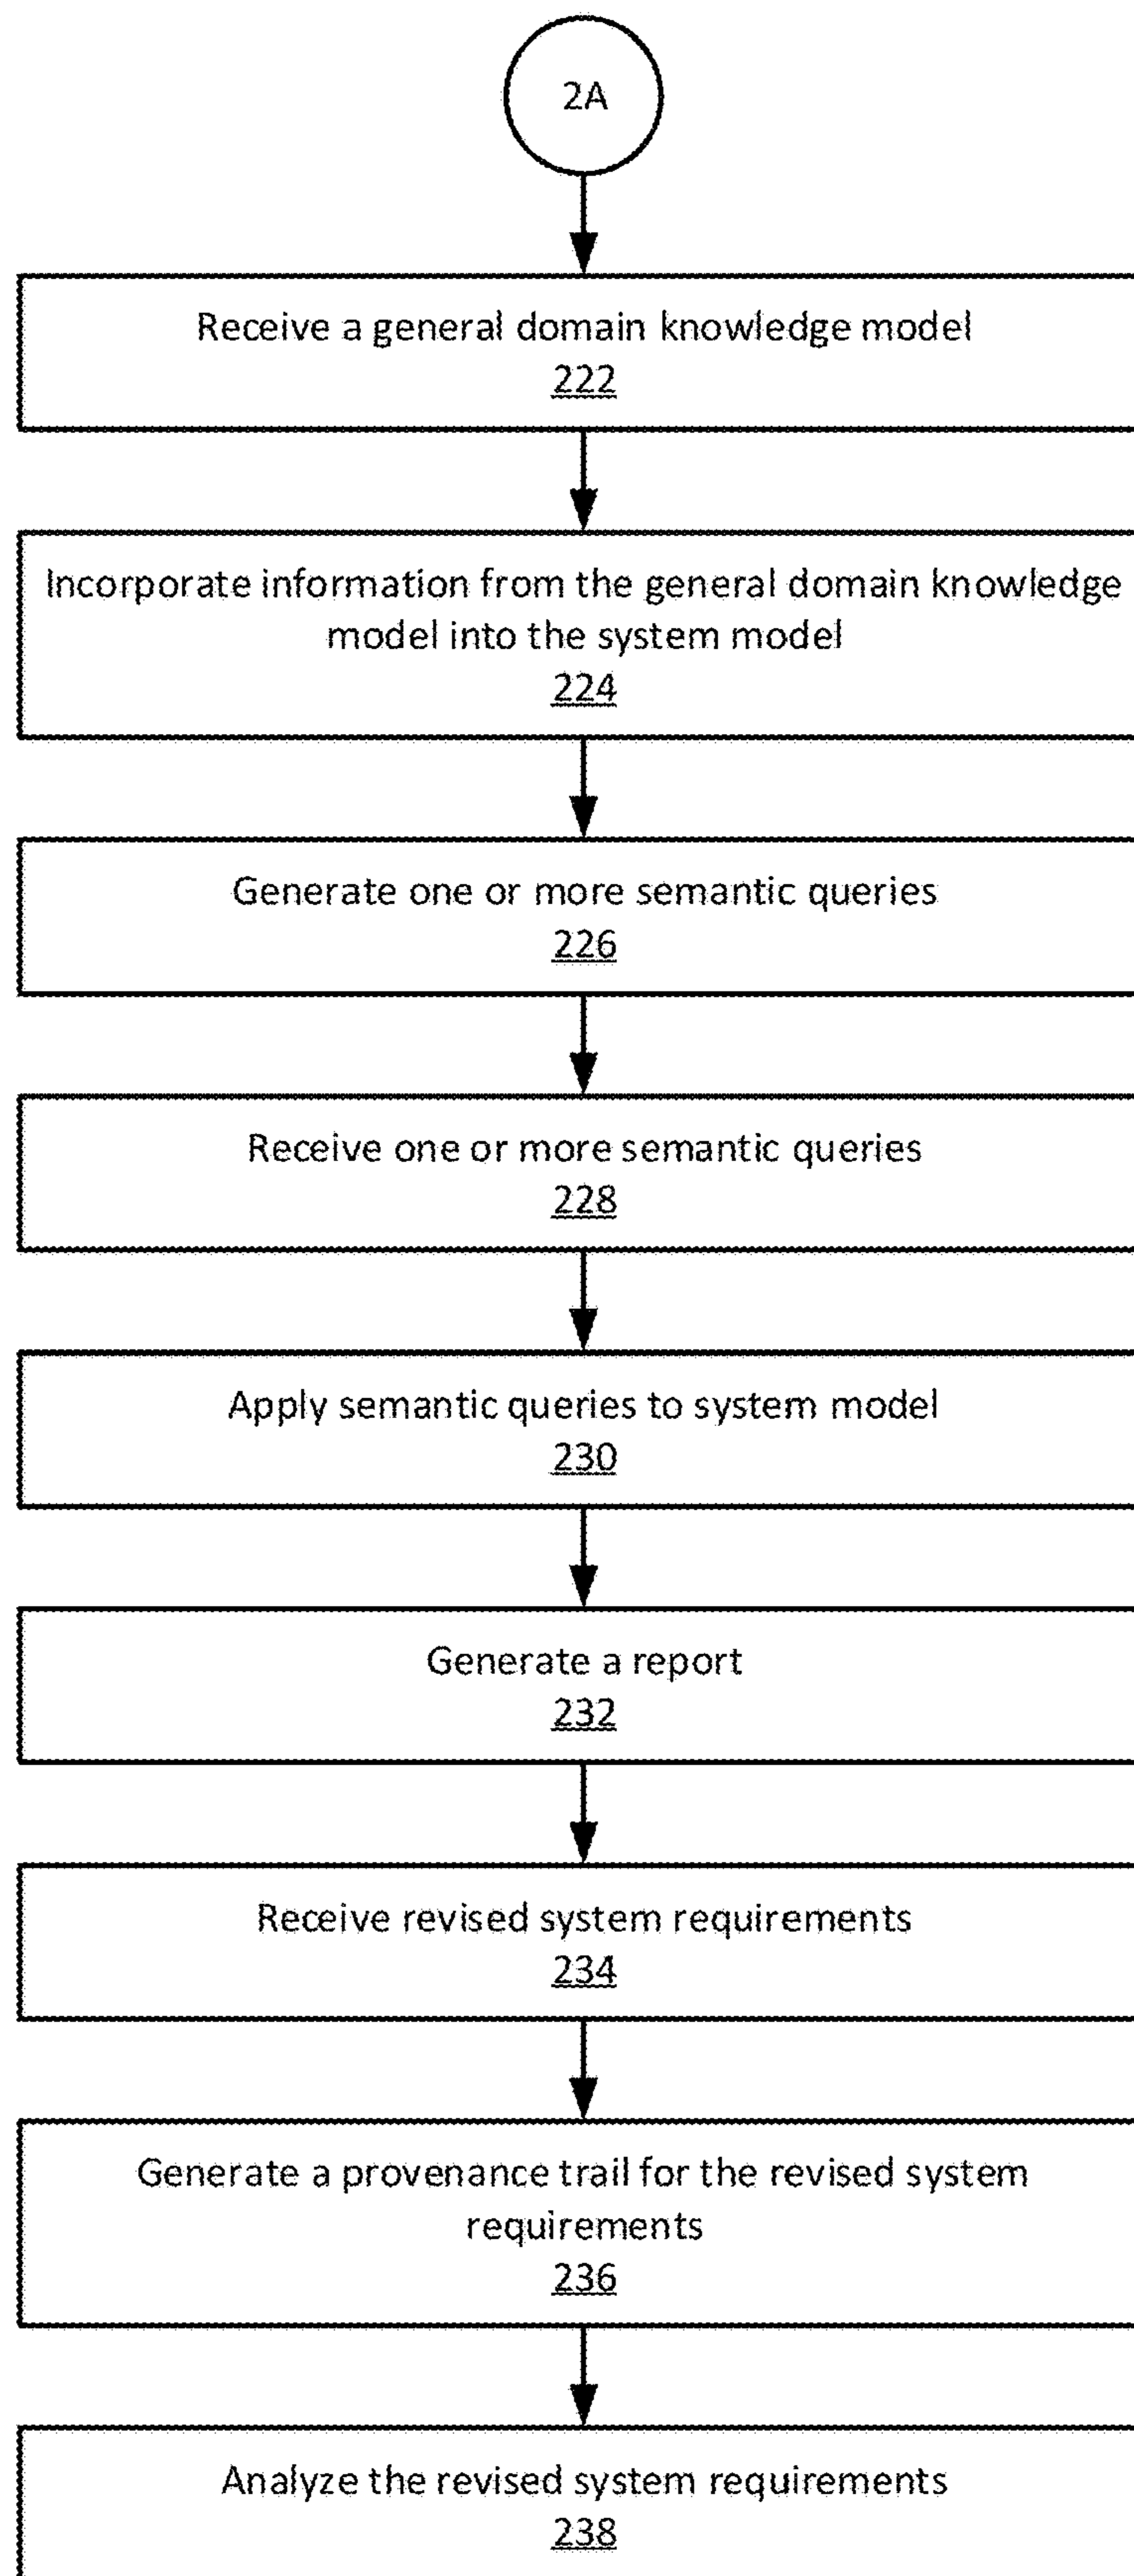 2A
Receive a general domain knowledge model
222
Incorporate information from the general domain knowledge
model into the system model
224
Generate one or more semantic queries
226
Receive one or more semantic queries
228
Apply semantic queries to system model
230
Generate a report
232
Receive revised system requirements
234
Generate a provenance trail for the revised system
requirements
236
Analyze the revised system requirements
238